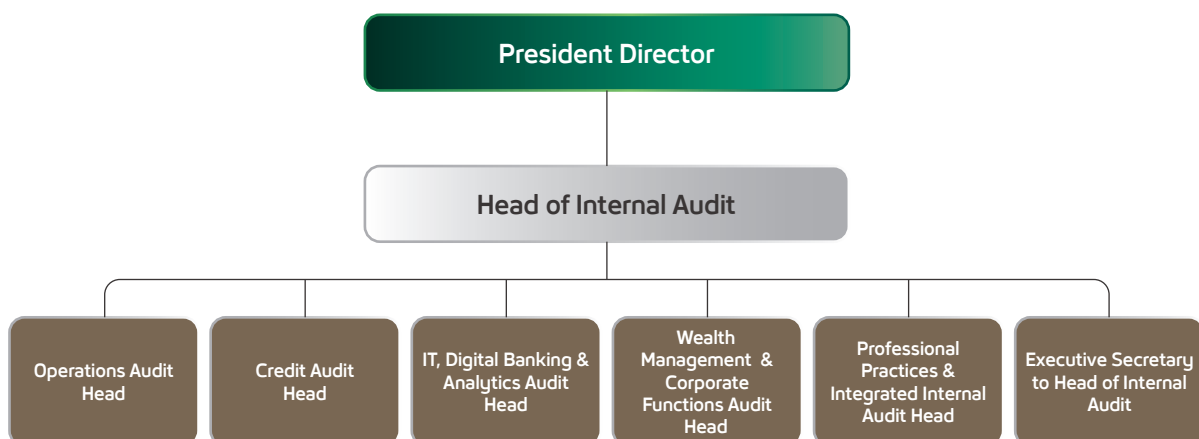 President Director
Head of Internal Audit
Operations Audit
Head
Credit Audit
Head
IT, Digital Banking &
Analytics Audit
Head
Wealth
Management &
Corporate
Functions Audit
Head
Professional
Practices &
Integrated Internal
Audit Head
Executive Secretary
to Head of Internal
Audit